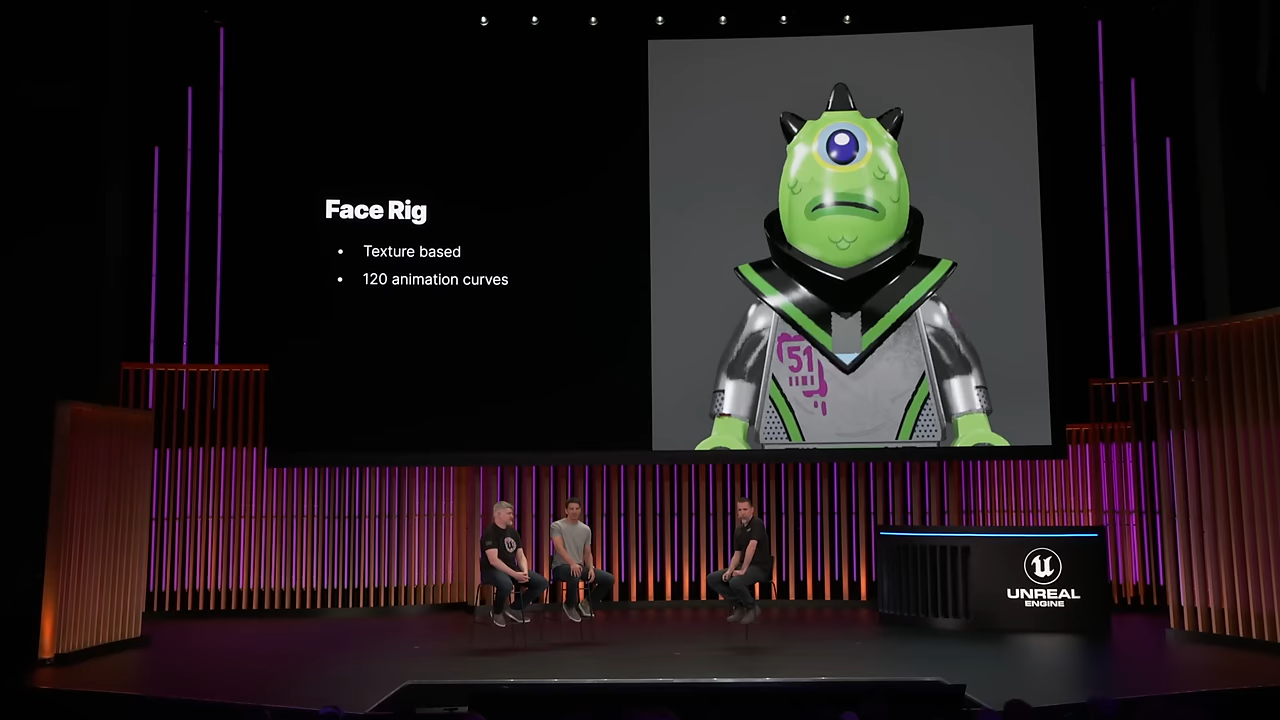 Face Rig
• Texture based
• 120 animation curves
51
UNREAL
ENGINE